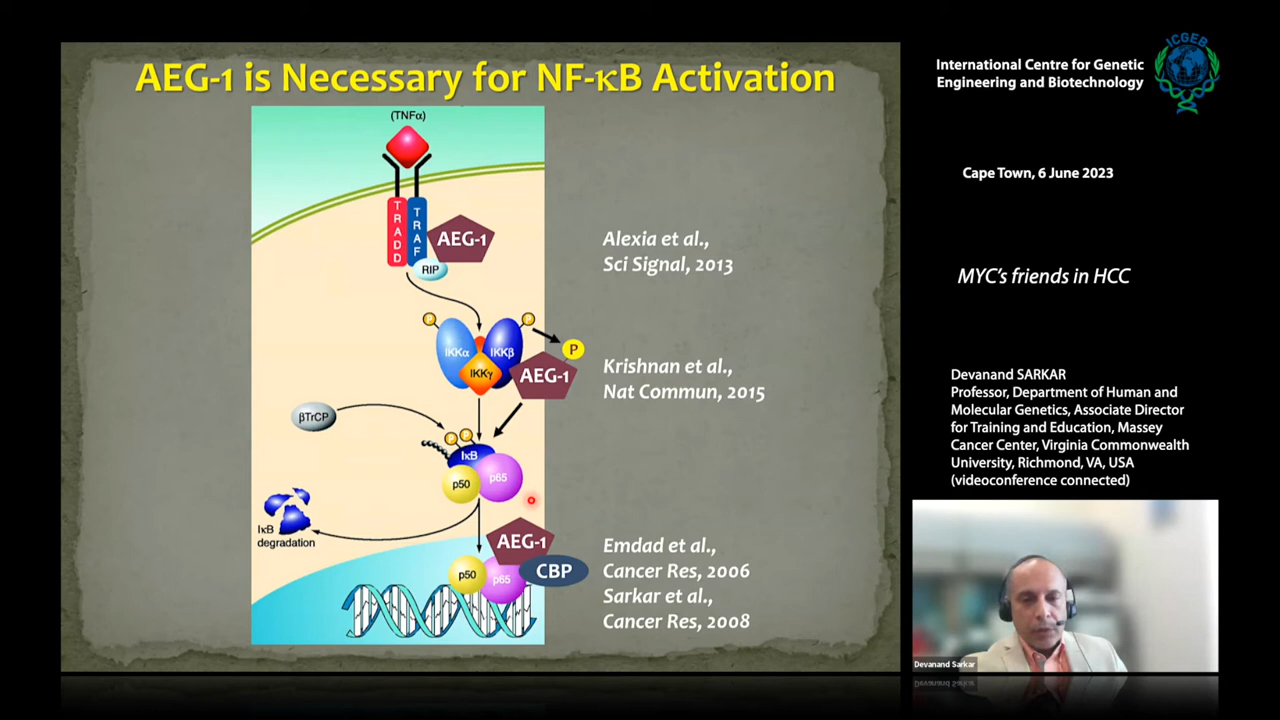 AEG-1 is Necessary for NF-κB Activation
(TNFα)
TRADD
TRAF
AEG-1
RIP
Alexia et al.,
Sci Signal, 2013
P
P
IKKα
IKKβ
IKKγ
P
AEG-1
Krishnan et al.,
Nat Commun, 2015
βTrCP
P
P
IκB
p50
p65
IκB
degradation
AEG-1
p50
p65
CBP
Emdad et al.,
Cancer Res, 2006
Sarkar et al.,
Cancer Res, 2008
International Centre for Genetic
Engineering and Biotechnology
ICGEB
Cape Town, 6 June 2023
MYC's friends in HCC
Devanand SARKAR
Professor, Department of Human and
Molecular Genetics, Associate Director
for Training and Education, Massey
Cancer Center, Virginia Commonwealth
University, Richmond, VA, USA
(videoconference connected)
Devanand Sarkar